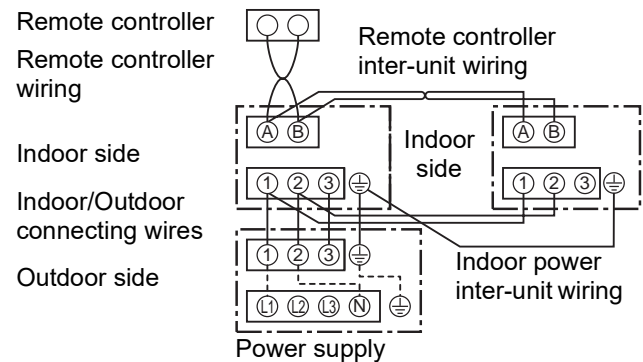 Remote controller
Remote controller
wiring
Remote controller
inter-unit wiring
A B
A B
Indoor side
Indoor
side
1 2 3
1 2 3
Indoor/Outdoor
connecting wires
1 2 3
Indoor power
inter-unit wiring
Outdoor side
L1 L2 L3 N
Power supply